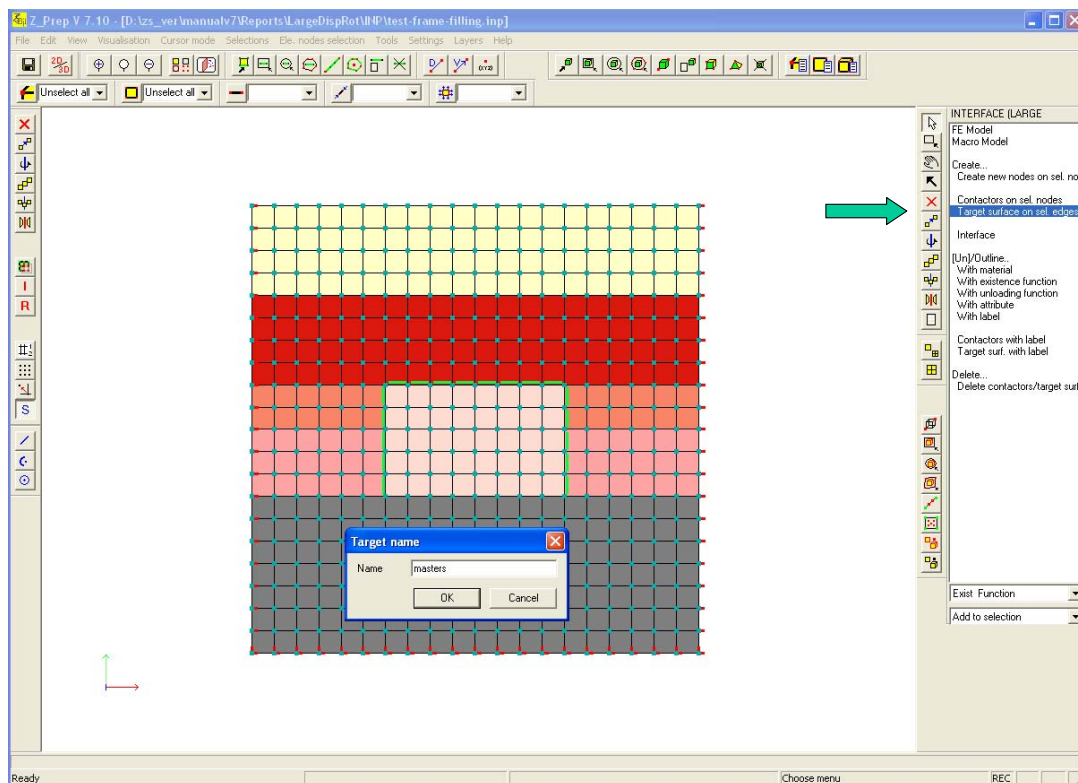 Z_Prep V 7.10 - [D:\zs_ver\manualv7\Reports\LargeDispRot\INP\test-frame-filling.inp]
File Edit View Visualisation Cursor mode Selections Ele. nodes selection Tools Settings Layers Help
2D/3D
Unselect all
Unselect all
INTERFACE (LARGE
FE Model
Macro Model
Create...
Create new nodes on sel. no
Contactors on sel. nodes
Target surface on sel. edges
Interface
[Un]/Outline..
With material
With existence function
With unloading function
With attribute
With label
Contactors with label
Target surf. with label
Delete...
Delete contactors/target surf
I
R
S
Target name
Name masters
OK Cancel
Exist Function
Add to selection
Ready Choose menu REC